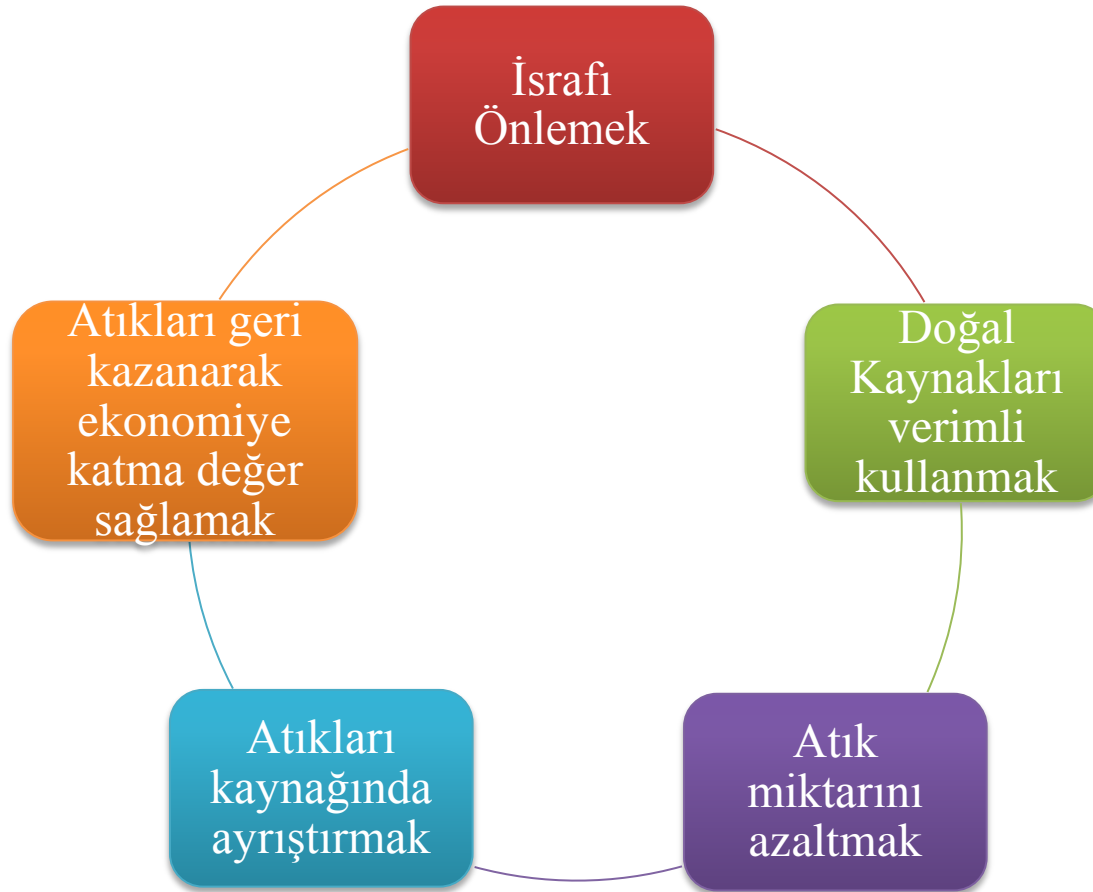 İsrafı
Önlemek
Doğal
Kaynakları
verimli
kullanmak
Atık
miktarını
azaltmak
Atıkları
kaynağında
ayrıştırmak
Atıkları geri
kazanarak
ekonomiye
katma değer
sağlamak